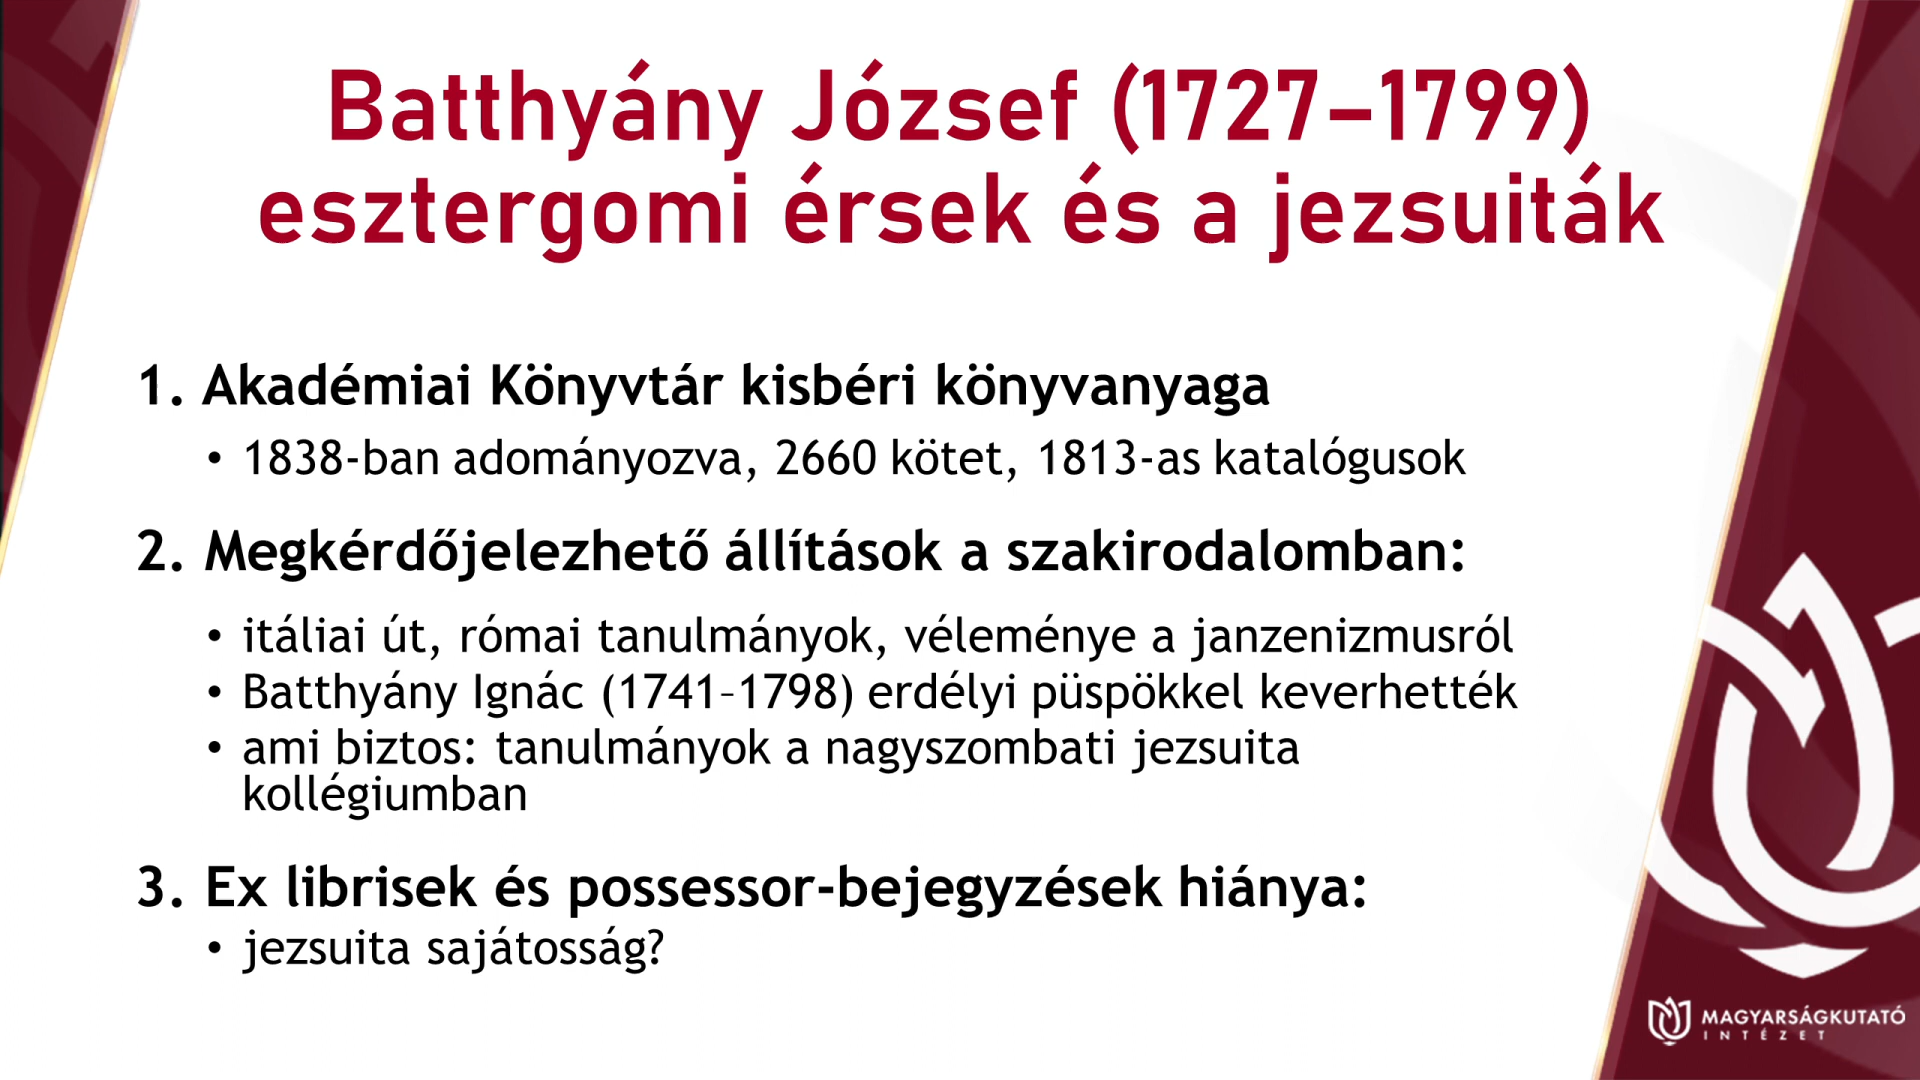 Batthyány József (1727–1799)
esztergomi érsek és a jezsuiták
1. Akadémiai Könyvtár kisbéri könyvanyaga
• 1838-ban adományozva, 2660 kötet, 1813-as katalógusok
2. Megkérdőjelezhető állítások a szakirodalomban:
• itáliai út, római tanulmányok, véleménye a janzenizmusról
• Batthyány Ignác (1741–1798) erdélyi püspökkel keverhették
• ami biztos: tanulmányok a nagyszombati jezsuita
kollégiumban
3. Ex librisek és possessor-bejegyzések hiánya:
• jezsuita sajátosság?
MAGYARSÁGKUTATÓ
INTÉZET